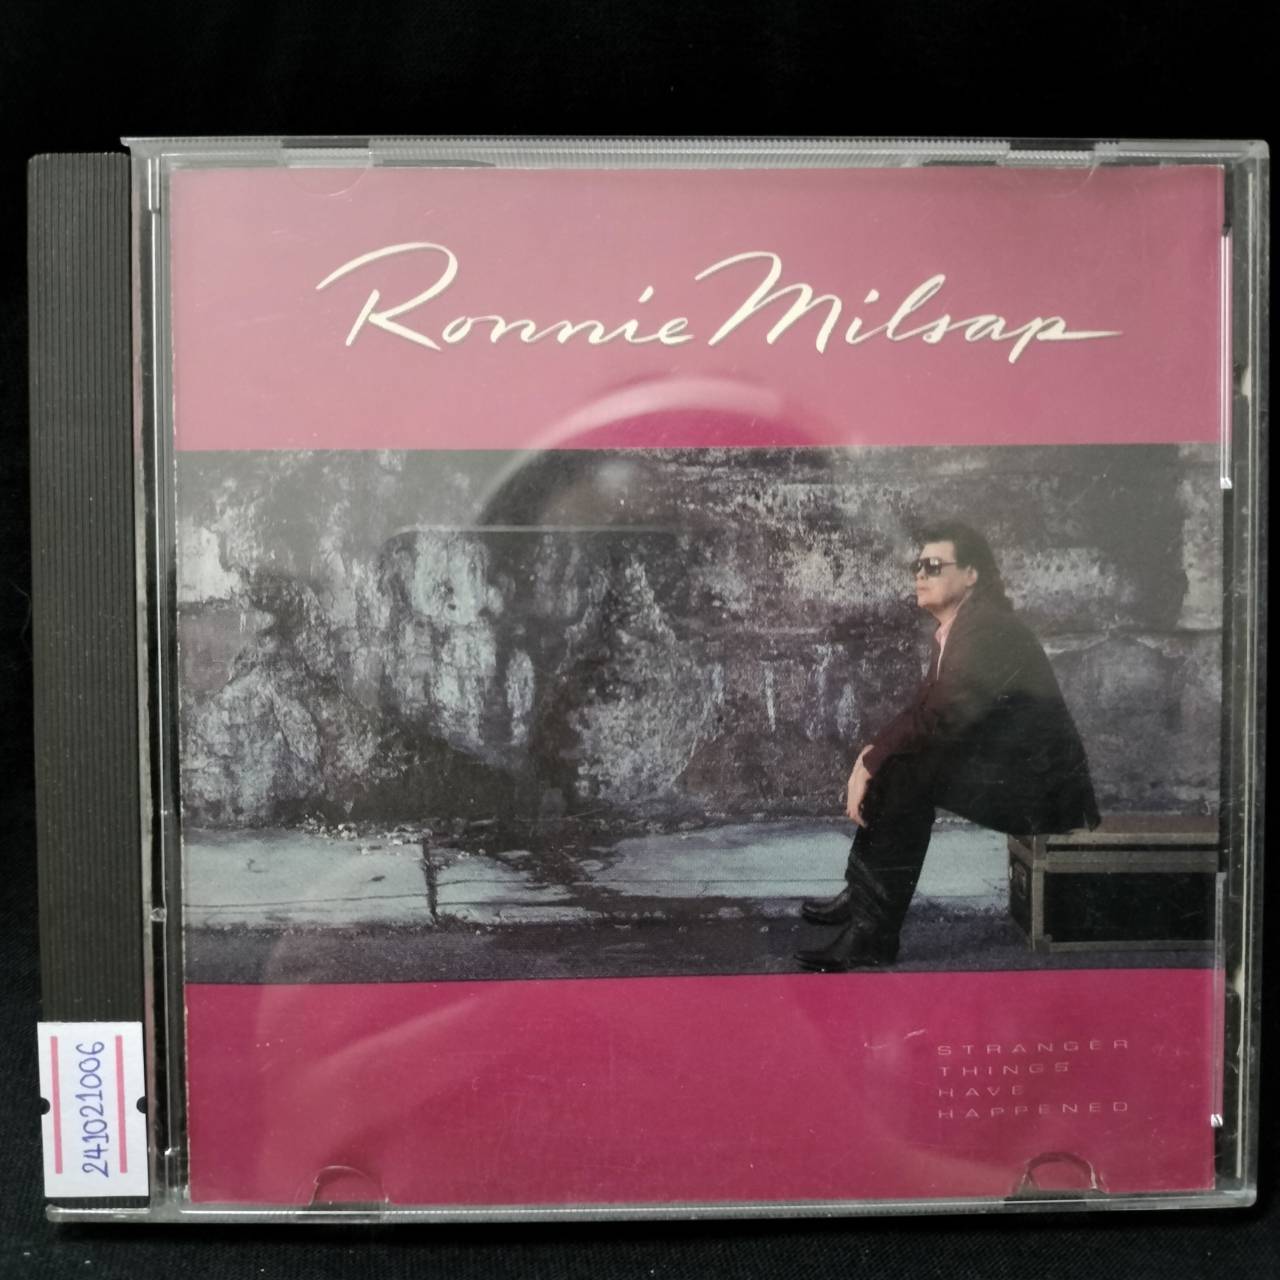 Ronnie Milsap
STRANGER
THINGS
HAVE
HAPPENED
241021006